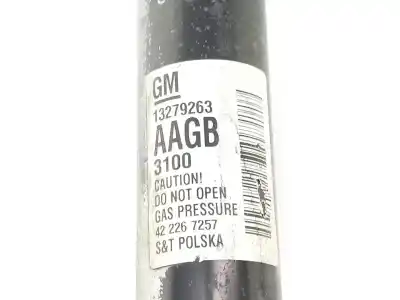 GM
13279263
AAGB
3100
CAUTION!
DO NOT OPEN
GAS PRESSURE
42 226 7257
S&T POLSKA